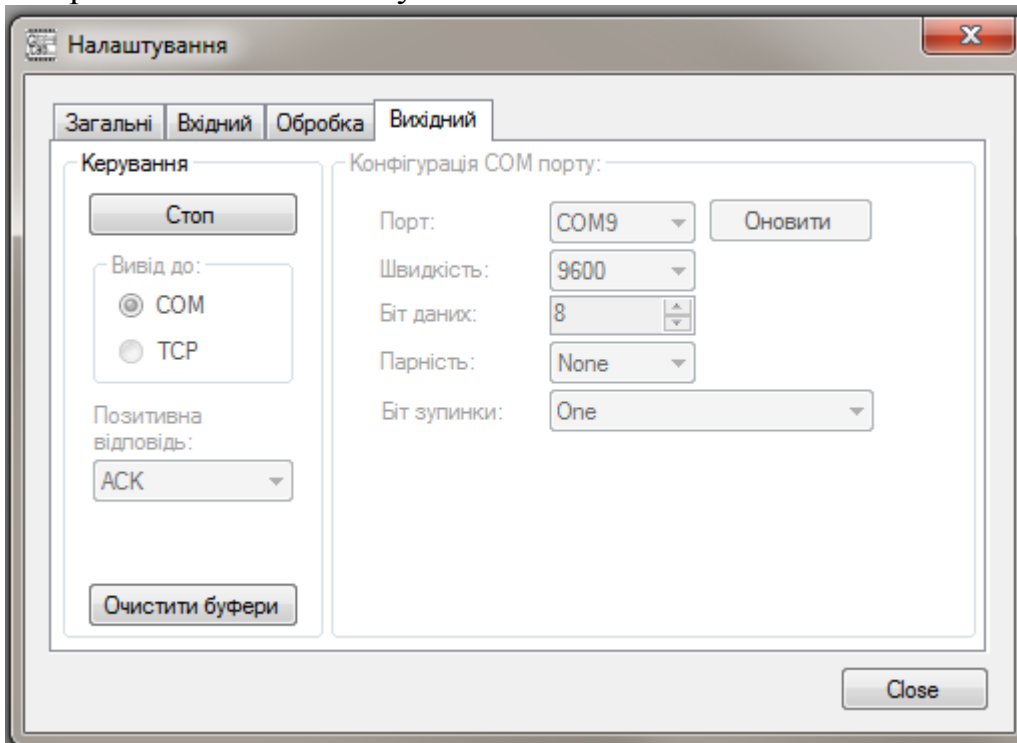 Налаштування
Загальні Вхідний Обробка Вихідний
Керування
Стоп
Вивід до:
COM
TCP
Позитивна
відповідь:
ACK
Очистити буфери
Конфігурація COM порту:
Порт: COM9 Оновити
Швидкість: 9600
Біт даних: 8
Парність: None
Біт зупинки: One
Close